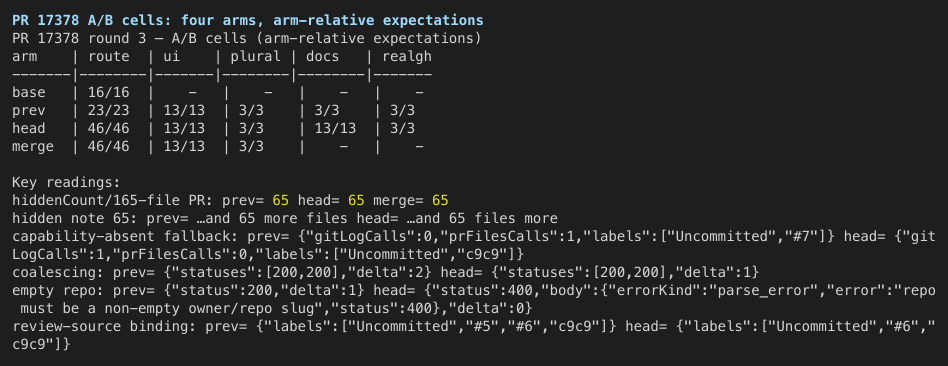 PR 17378 A/B cells: four arms, arm-relative expectations
PR 17378 round 3 — A/B cells (arm-relative expectations)
arm    | route  | ui    | plural | docs   | realgh
-------|--------|-------|--------|--------|-------
base   | 16/16  |    –  |    –   |    –   |    –
prev   | 23/23  | 13/13 | 3/3    | 3/3    | 3/3
head   | 46/46  | 13/13 | 3/3    | 13/13  | 3/3
merge  | 46/46  | 13/13 | 3/3    |    –   |    –
Key readings:
hiddenCount/165-file PR: prev= 65 head= 65 merge= 65
hidden note 65: prev= …and 65 more files head= …and 65 files more
capability-absent fallback: prev= {"gitLogCalls":0,"prFilesCalls":1,"labels":["Uncommitted","#7"]} head= {"git
LogCalls":1,"prFilesCalls":0,"labels":["Uncommitted","c9c9"]}
coalescing: prev= {"statuses":[200,200],"delta":2} head= {"statuses":[200,200],"delta":1}
empty repo: prev= {"status":200,"delta":1} head= {"status":400,"body":{"errorKind":"parse_error","error":"repo
must be a non-empty owner/repo slug","status":400},"delta":0}
review-source binding: prev= {"labels":["Uncommitted","#5","#6","c9c9"]} head= {"labels":["Uncommitted","#6","
c9c9"]}